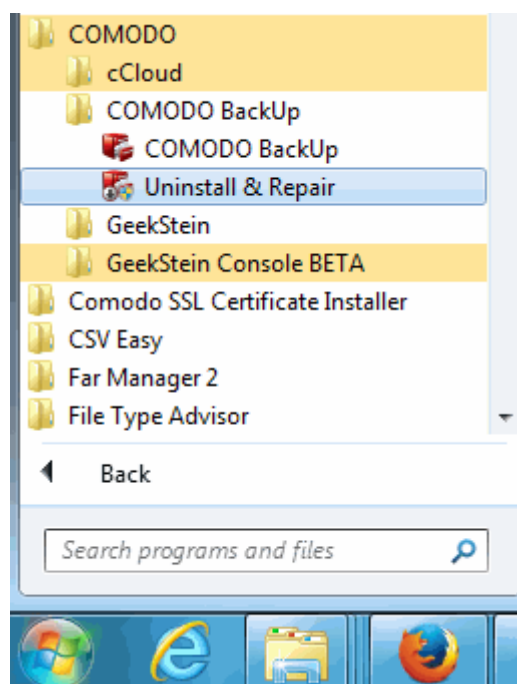 COMODO
cCloud
COMODO BackUp
COMODO BackUp
Uninstall & Repair
GeekStein
GeekStein Console BETA
Comodo SSL Certificate Installer
CSV Easy
Far Manager 2
File Type Advisor
Back
Search programs and files